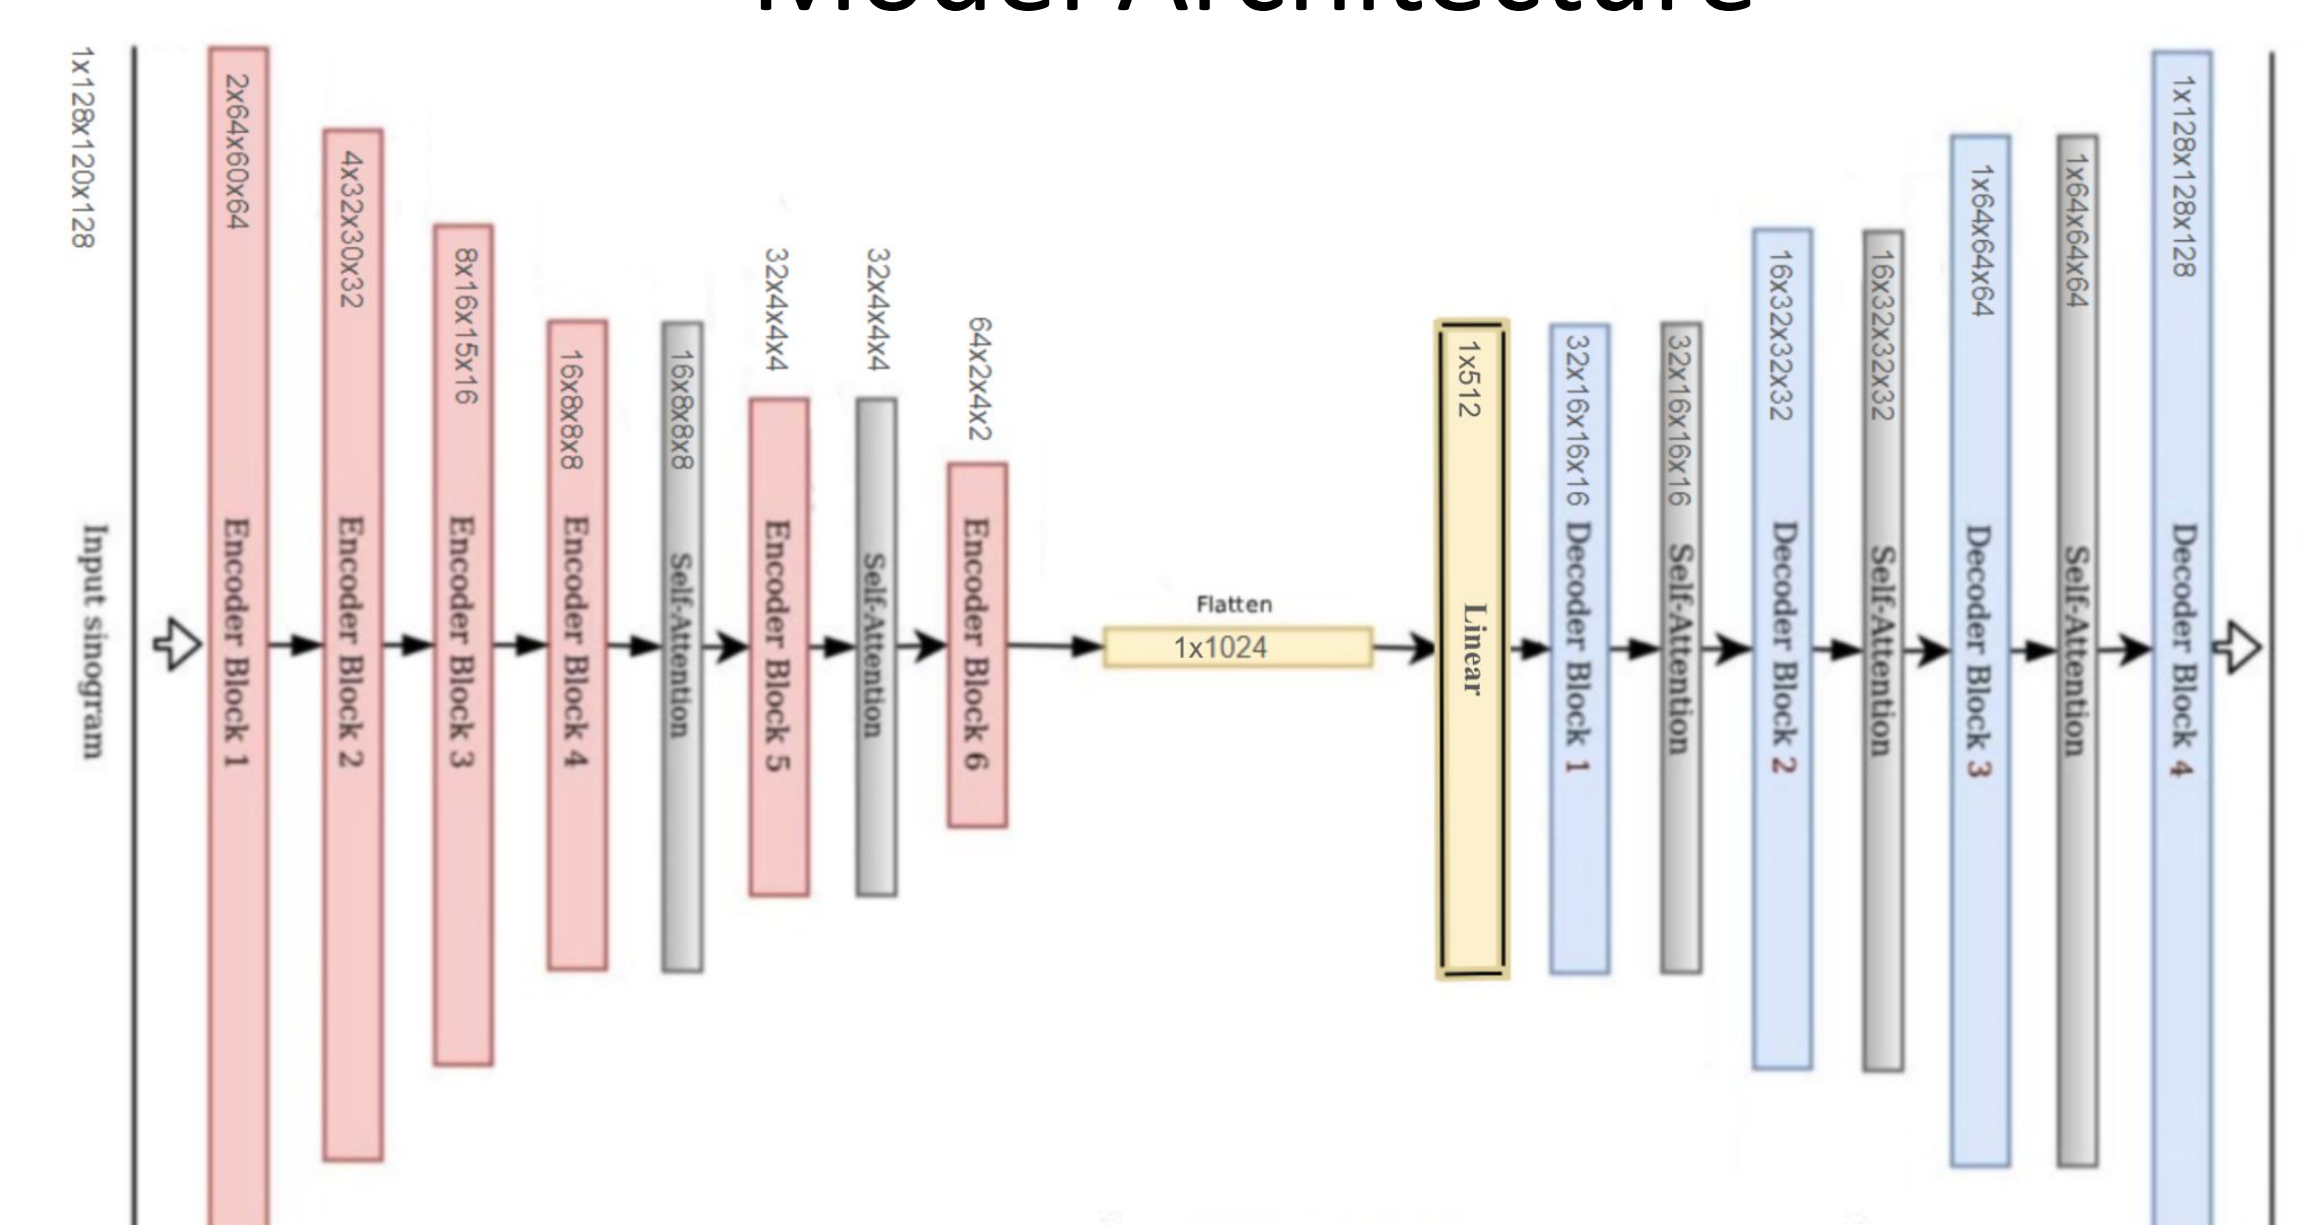 Model Architecture
1x128x120x128
Input sinogram
2x64x60x64
Encoder Block 1
4x32x30x32
Encoder Block 2
8x16x15x16
Encoder Block 3
16x8x8x8
Encoder Block 4
16x8x8x8
Self-Attention
32x4x4x4
Encoder Block 5
32x4x4x4
Self-Attention
64x2x4x2
Encoder Block 6
Flatten
1x1024
1x512
Linear
32x16x16x16
Decoder Block 1
32x16x16x16
Self-Attention
16x32x32x32
Decoder Block 2
16x32x32x32
Self-Attention
1x64x64x64
Decoder Block 3
1x64x64x64
Self-Attention
1x128x128x128
Decoder Block 4